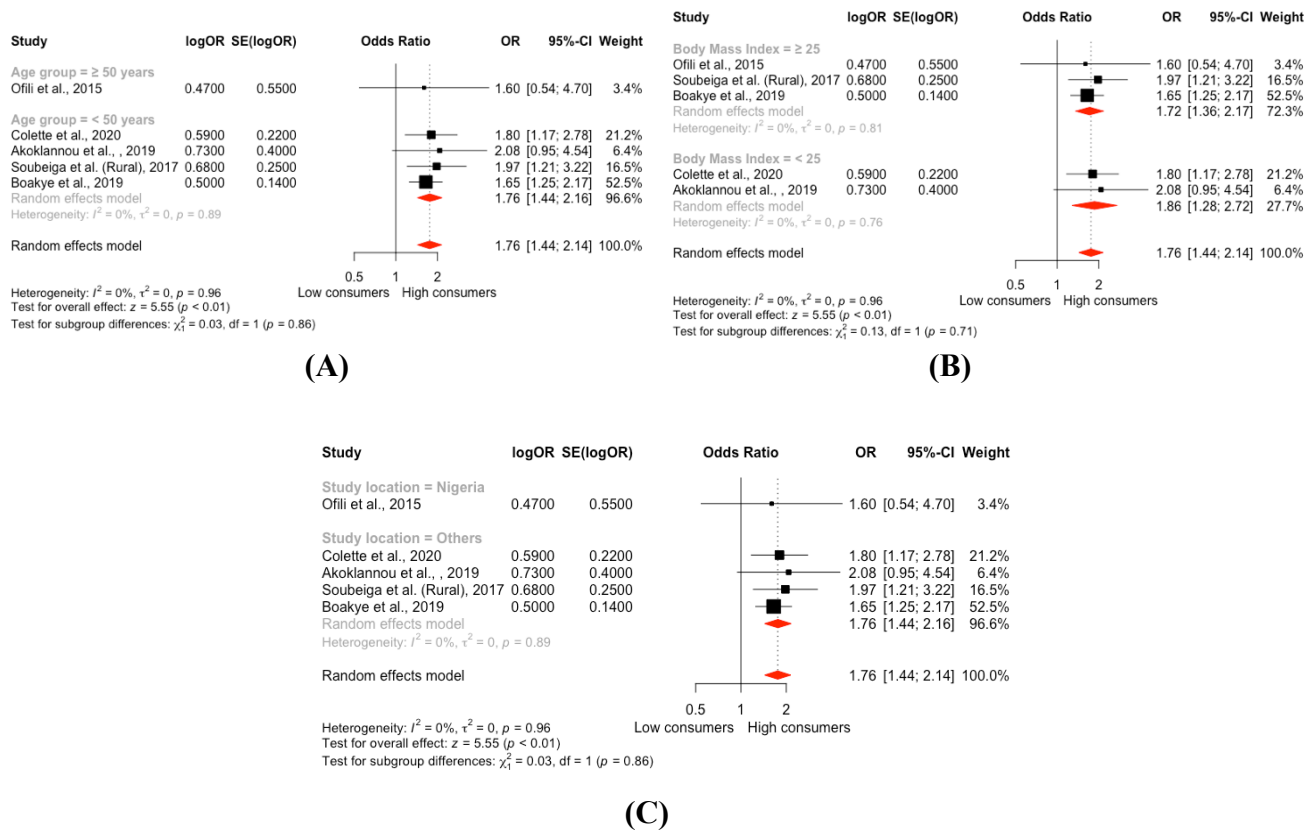 Study logOR SE(logOR) Odds Ratio OR 95%-CI Weight
Age group = ≥ 50 years
Ofili et al., 2015 0.4700 0.5500 1.60 [0.54; 4.70] 3.4%
Age group = < 50 years
Colette et al., 2020 0.5900 0.2200 1.80 [1.17; 2.78] 21.2%
Akoklannou et al., , 2019 0.7300 0.4000 2.08 [0.95; 4.54] 6.4%
Soubeiga et al. (Rural), 2017 0.6800 0.2500 1.97 [1.21; 3.22] 16.5%
Boakye et al., 2019 0.5000 0.1400 1.65 [1.25; 2.17] 52.5%
Random effects model 1.76 [1.44; 2.16] 96.6%
Heterogeneity: I² = 0%, τ² = 0, p = 0.89
Random effects model 1.76 [1.44; 2.14] 100.0%
0.5 1 2
Low consumers High consumers
Heterogeneity: I² = 0%, τ² = 0, p = 0.96
Test for overall effect: z = 5.55 (p < 0.01)
Test for subgroup differences: χ₁² = 0.03, df = 1 (p = 0.86)
(A)
Study logOR SE(logOR) Odds Ratio OR 95%-CI Weight
Body Mass Index = ≥ 25
Ofili et al., 2015 0.4700 0.5500 1.60 [0.54; 4.70] 3.4%
Soubeiga et al. (Rural), 2017 0.6800 0.2500 1.97 [1.21; 3.22] 16.5%
Boakye et al., 2019 0.5000 0.1400 1.65 [1.25; 2.17] 52.5%
Random effects model 1.72 [1.36; 2.17] 72.3%
Heterogeneity: I² = 0%, τ² = 0, p = 0.81
Body Mass Index = < 25
Colette et al., 2020 0.5900 0.2200 1.80 [1.17; 2.78] 21.2%
Akoklannou et al., , 2019 0.7300 0.4000 2.08 [0.95; 4.54] 6.4%
Random effects model 1.86 [1.28; 2.72] 27.7%
Heterogeneity: I² = 0%, τ² = 0, p = 0.76
Random effects model 1.76 [1.44; 2.14] 100.0%
0.5 1 2
Low consumers High consumers
Heterogeneity: I² = 0%, τ² = 0, p = 0.96
Test for overall effect: z = 5.55 (p < 0.01)
Test for subgroup differences: χ₁² = 0.13, df = 1 (p = 0.71)
(B)
Study logOR SE(logOR) Odds Ratio OR 95%-CI Weight
Study location = Nigeria
Ofili et al., 2015 0.4700 0.5500 1.60 [0.54; 4.70] 3.4%
Study location = Others
Colette et al., 2020 0.5900 0.2200 1.80 [1.17; 2.78] 21.2%
Akoklannou et al., , 2019 0.7300 0.4000 2.08 [0.95; 4.54] 6.4%
Soubeiga et al. (Rural), 2017 0.6800 0.2500 1.97 [1.21; 3.22] 16.5%
Boakye et al., 2019 0.5000 0.1400 1.65 [1.25; 2.17] 52.5%
Random effects model 1.76 [1.44; 2.16] 96.6%
Heterogeneity: I² = 0%, τ² = 0, p = 0.89
Random effects model 1.76 [1.44; 2.14] 100.0%
0.5 1 2
Low consumers High consumers
Heterogeneity: I² = 0%, τ² = 0, p = 0.96
Test for overall effect: z = 5.55 (p < 0.01)
Test for subgroup differences: χ₁² = 0.03, df = 1 (p = 0.86)
(C)